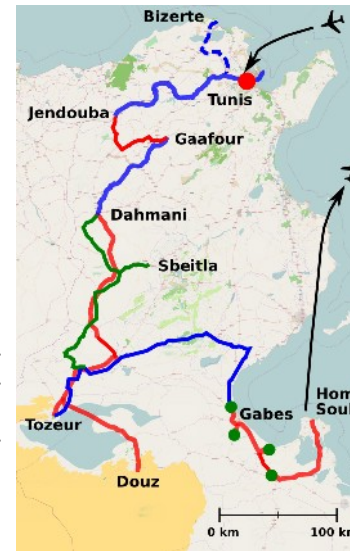 Bizerte
Tunis
Jendouba
Gaafour
Dahmani
Sbeitla
Gabes
Tozeur
Douz
0 km